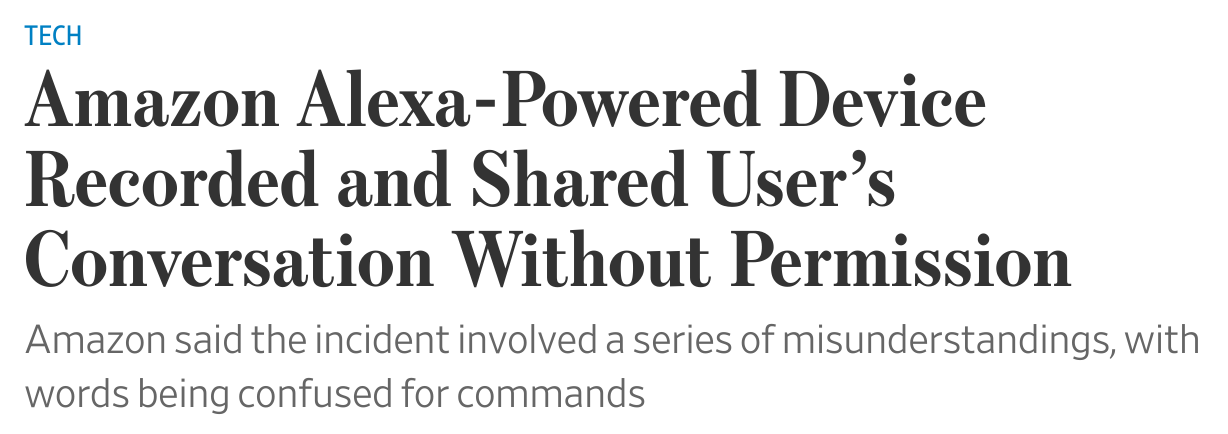 TECH
Amazon Alexa-Powered Device
Recorded and Shared User’s
Conversation Without Permission
Amazon said the incident involved a series of misunderstandings, with
words being confused for commands